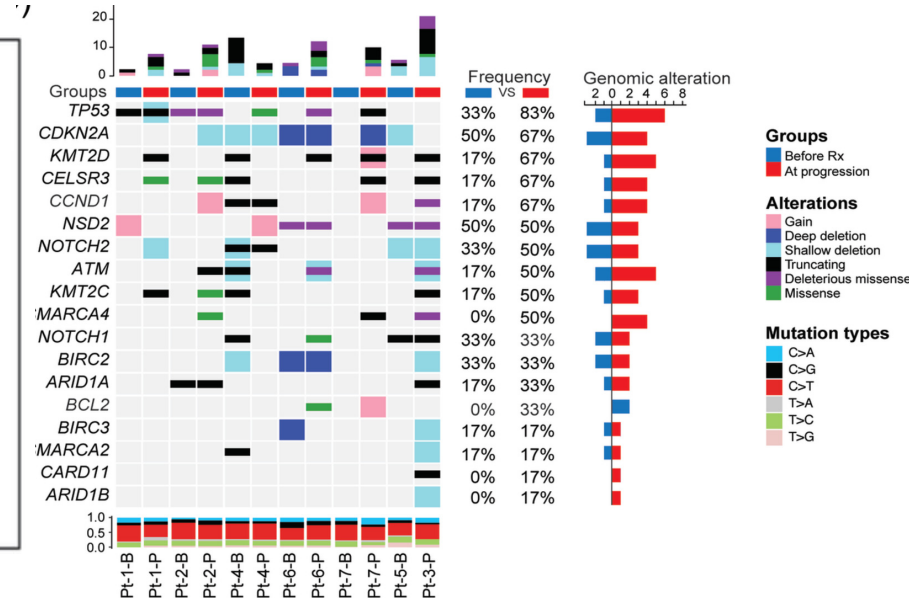 20
10
0
Groups
Frequency
VS
Genomic alteration
2 0 2 4 6 8
TP53 33% 83%
CDKN2A 50% 67%
KMT2D 17% 67%
CELSR3 17% 67%
CCND1 17% 67%
NSD2 50% 50%
NOTCH2 33% 50%
ATM 17% 50%
KMT2C 17% 50%
MARCA4 0% 50%
NOTCH1 33% 33%
BIRC2 33% 33%
ARID1A 17% 33%
BCL2 0% 33%
BIRC3 17% 17%
MARCA2 17% 17%
CARD11 0% 17%
ARID1B 0% 17%
1.0
0.5
0.0
Pt-1-B
Pt-1-P
Pt-2-B
Pt-2-P
Pt-4-B
Pt-4-P
Pt-6-B
Pt-6-P
Pt-7-B
Pt-7-P
Pt-5-B
Pt-3-P
Groups
Before Rx
At progression
Alterations
Gain
Deep deletion
Shallow deletion
Truncating
Deleterious missense
Missense
Mutation types
C>A
C>G
C>T
T>A
T>C
T>G